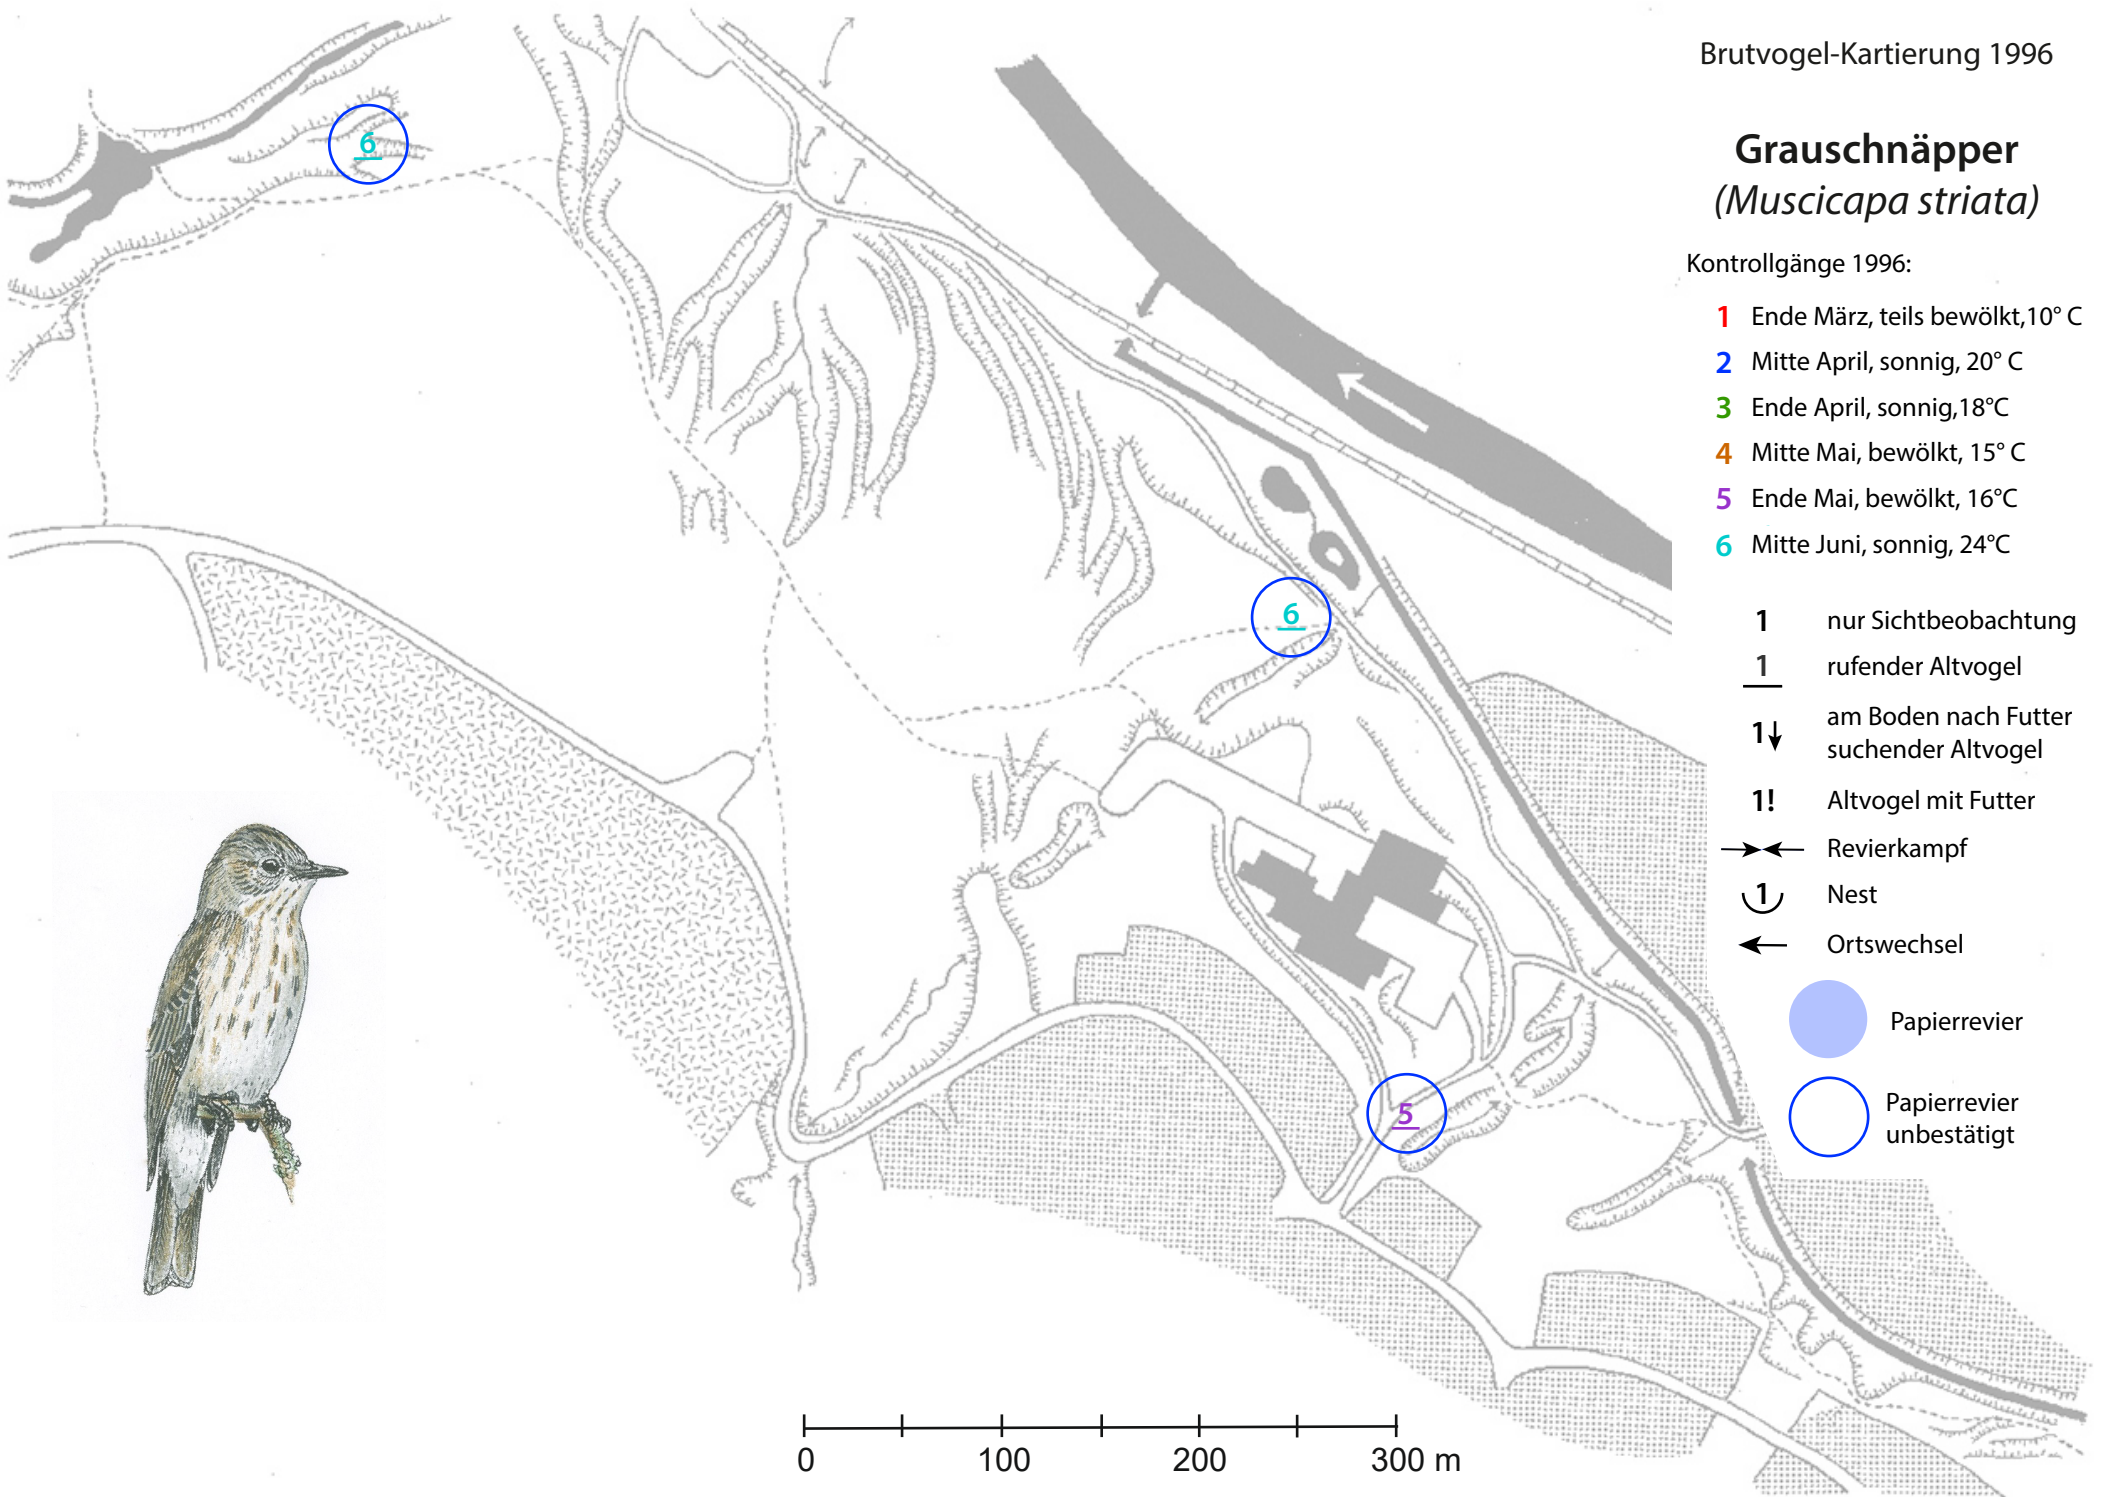 Brutvogel-Kartierung 1996
Grauschnäpper
(Muscicapa striata)
Kontrollgänge 1996:
1 Ende März, teils bewölkt,10° C
2 Mitte April, sonnig, 20° C
3 Ende April, sonnig,18°C
4 Mitte Mai, bewölkt, 15° C
5 Ende Mai, bewölkt, 16°C
6 Mitte Juni, sonnig, 24°C
1 nur Sichtbeobachtung
1 rufender Altvogel
1 am Boden nach Futter
suchender Altvogel
1! Altvogel mit Futter
Revierkampf
1 Nest
Ortswechsel
Papierrevier
Papierrevier
unbestätigt
6
6
5
0 100 200 300 m